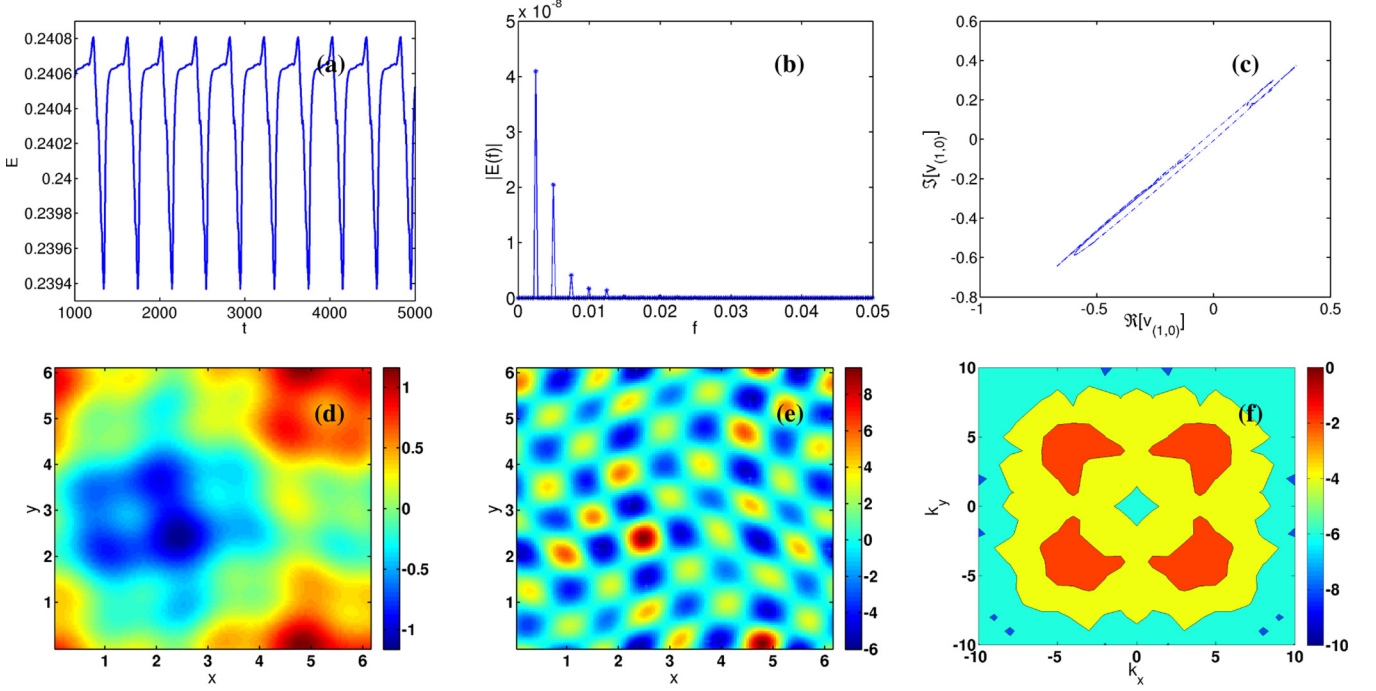 x 10^-8
(a)
0.2408
0.2406
0.2404
0.2402
0.24
0.2398
0.2396
0.2394
E
1000 2000 3000 4000 5000
t
(b)
5
4
3
2
1
0
|E(f)|
0 0.01 0.02 0.03 0.04 0.05
f
(c)
0.6
0.4
0.2
0
-0.2
-0.4
-0.6
-0.8
ℑ[v(1,0)]
-1 -0.5 0 0.5
ℜ[v(1,0)]
(d)
6
5
4
3
2
1
y
1 2 3 4 5 6
x
1
0.5
0
-0.5
-1
(e)
6
5
4
3
2
1
y
1 2 3 4 5 6
x
8
6
4
2
0
-2
-4
-6
(f)
10
5
0
-5
-10
k_y
-10 -5 0 5 10
k_x
0
-2
-4
-6
-8
-10